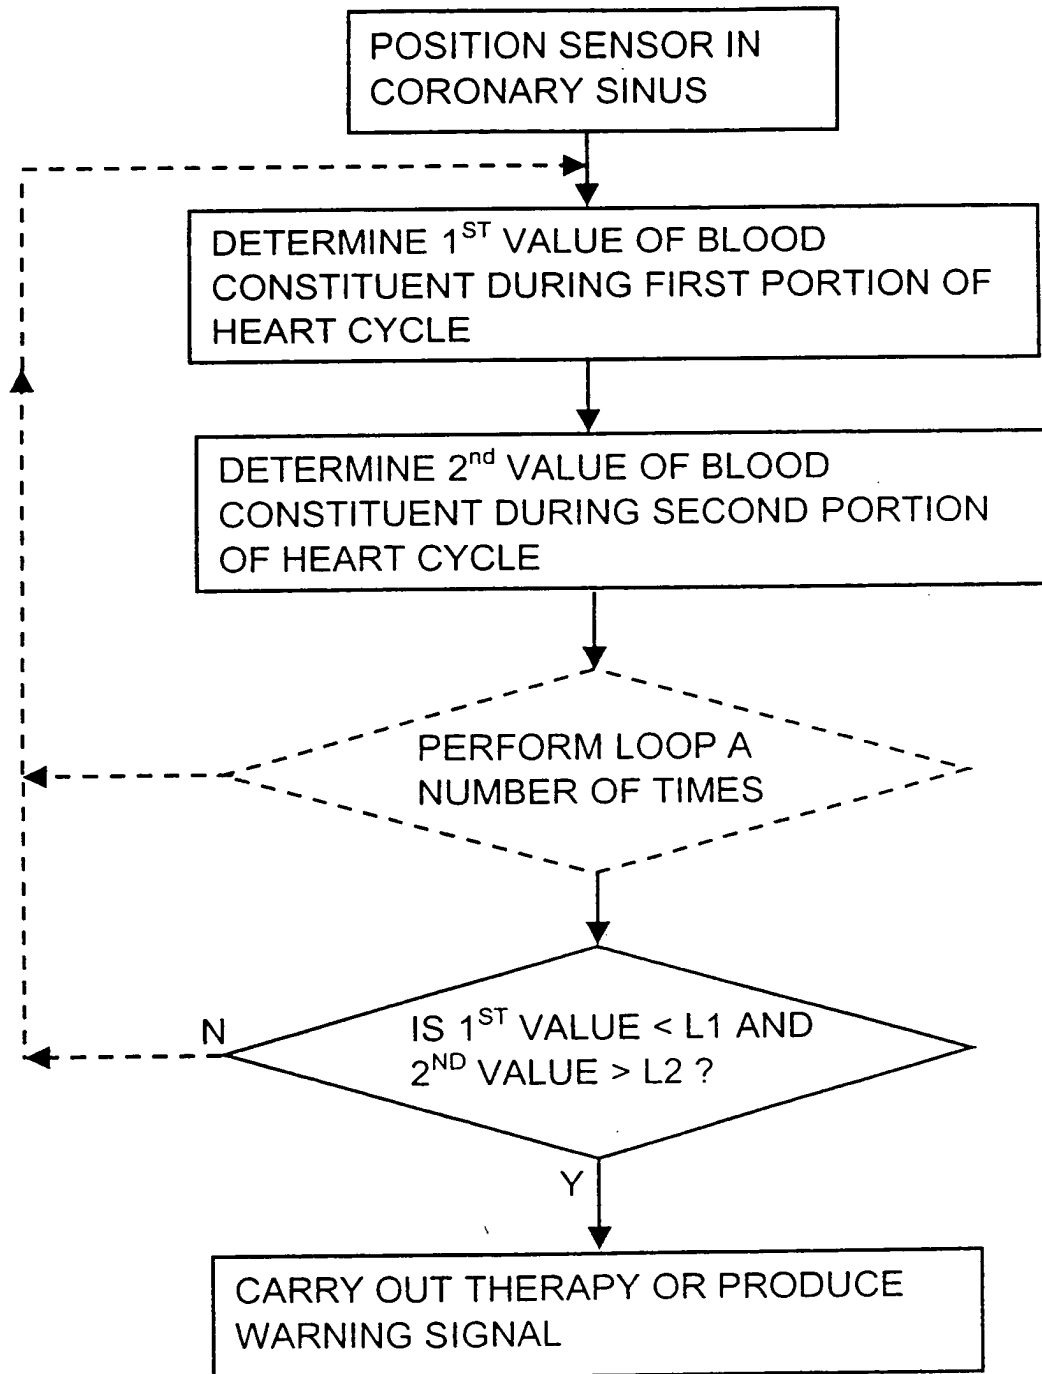 POSITION SENSOR IN
CORONARY SINUS
DETERMINE 1ST VALUE OF BLOOD
CONSTITUENT DURING FIRST PORTION OF
HEART CYCLE
DETERMINE 2nd VALUE OF BLOOD
CONSTITUENT DURING SECOND PORTION
OF HEART CYCLE
PERFORM LOOP A
NUMBER OF TIMES
N
IS 1ST VALUE < L1 AND
2ND VALUE > L2 ?
Y
CARRY OUT THERAPY OR PRODUCE
WARNING SIGNAL